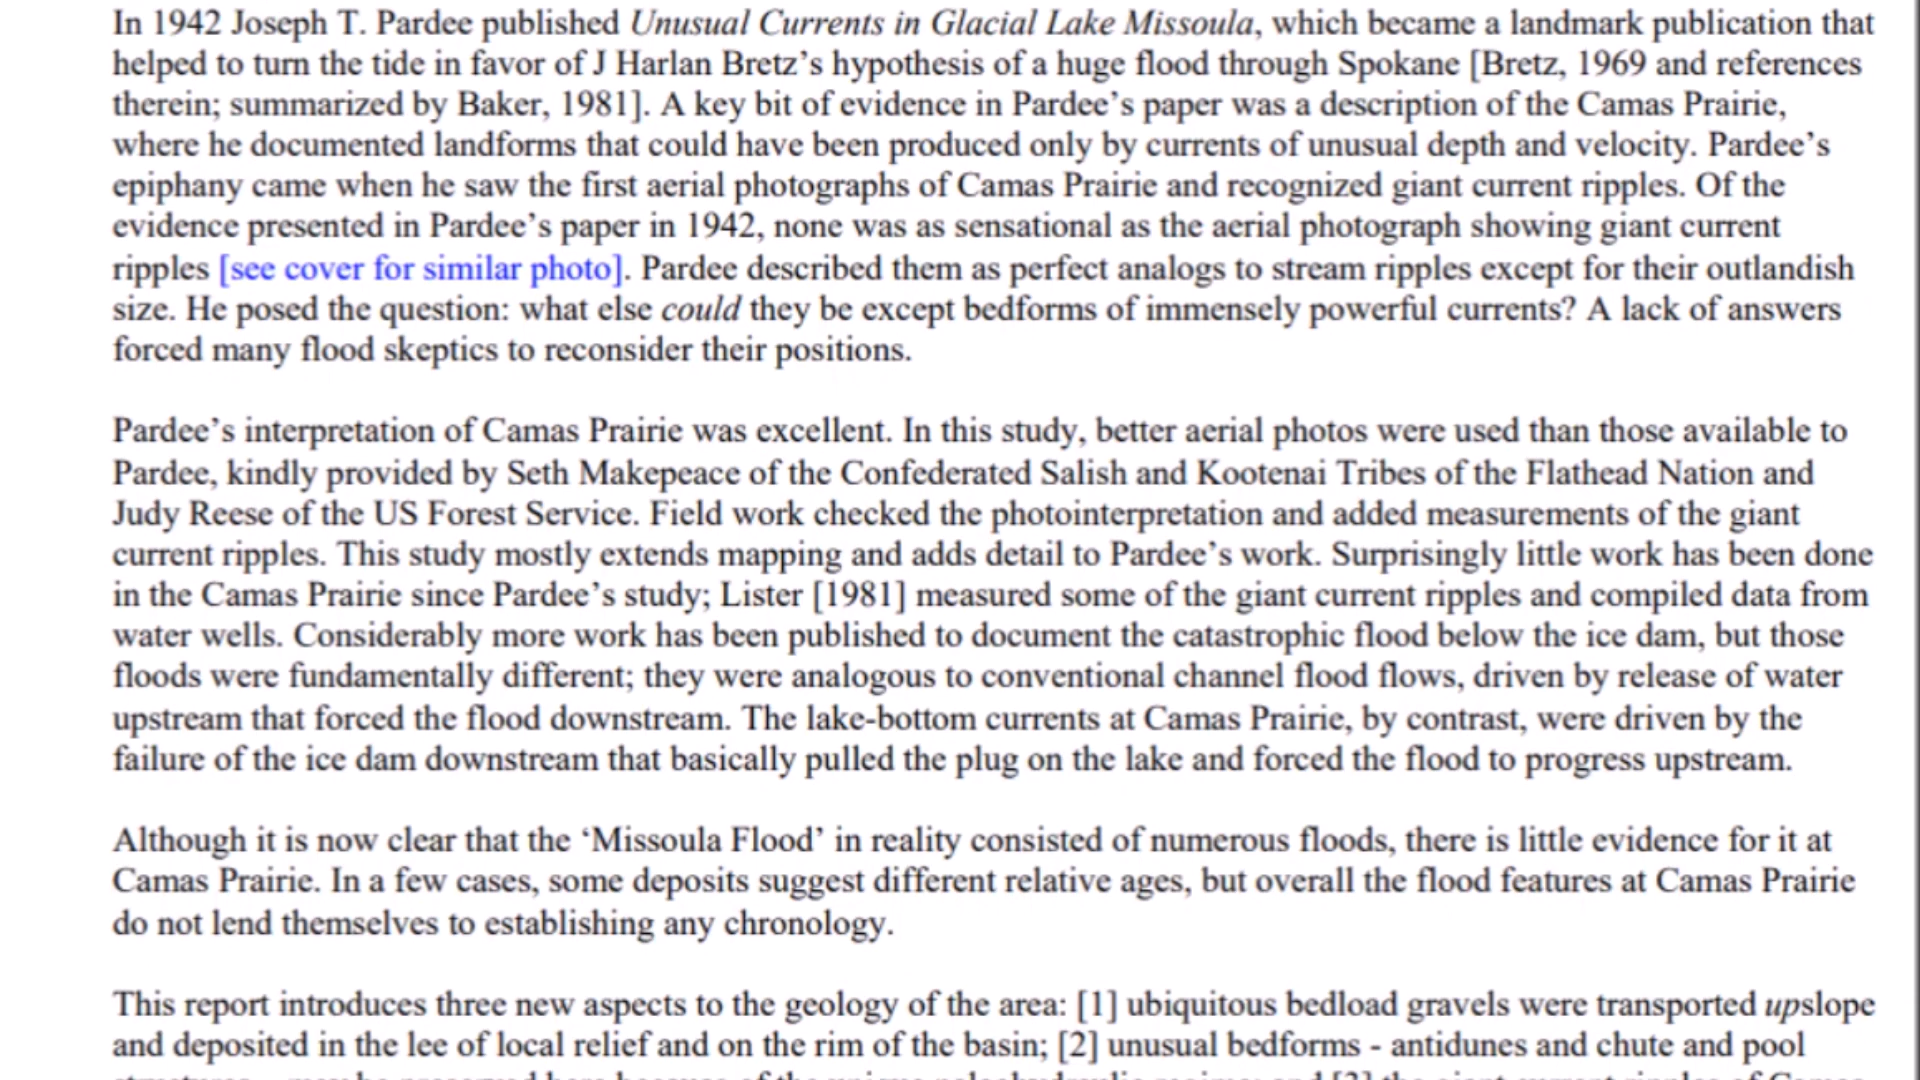 In 1942 Joseph T. Pardee published Unusual Currents in Glacial Lake Missoula, which became a landmark publication that
helped to turn the tide in favor of J Harlan Bretz’s hypothesis of a huge flood through Spokane [Bretz, 1969 and references
therein; summarized by Baker, 1981]. A key bit of evidence in Pardee’s paper was a description of the Camas Prairie,
where he documented landforms that could have been produced only by currents of unusual depth and velocity. Pardee’s
epiphany came when he saw the first aerial photographs of Camas Prairie and recognized giant current ripples. Of the
evidence presented in Pardee’s paper in 1942, none was as sensational as the aerial photograph showing giant current
ripples [see cover for similar photo]. Pardee described them as perfect analogs to stream ripples except for their outlandish
size. He posed the question: what else could they be except bedforms of immensely powerful currents? A lack of answers
forced many flood skeptics to reconsider their positions.
Pardee’s interpretation of Camas Prairie was excellent. In this study, better aerial photos were used than those available to
Pardee, kindly provided by Seth Makepeace of the Confederated Salish and Kootenai Tribes of the Flathead Nation and
Judy Reese of the US Forest Service. Field work checked the photointerpretation and added measurements of the giant
current ripples. This study mostly extends mapping and adds detail to Pardee’s work. Surprisingly little work has been done
in the Camas Prairie since Pardee’s study; Lister [1981] measured some of the giant current ripples and compiled data from
water wells. Considerably more work has been published to document the catastrophic flood below the ice dam, but those
floods were fundamentally different; they were analogous to conventional channel flood flows, driven by release of water
upstream that forced the flood downstream. The lake-bottom currents at Camas Prairie, by contrast, were driven by the
failure of the ice dam downstream that basically pulled the plug on the lake and forced the flood to progress upstream.
Although it is now clear that the ‘Missoula Flood’ in reality consisted of numerous floods, there is little evidence for it at
Camas Prairie. In a few cases, some deposits suggest different relative ages, but overall the flood features at Camas Prairie
do not lend themselves to establishing any chronology.
This report introduces three new aspects to the geology of the area: [1] ubiquitous bedload gravels were transported upslope
and deposited in the lee of local relief and on the rim of the basin; [2] unusual bedforms - antidunes and chute and pool